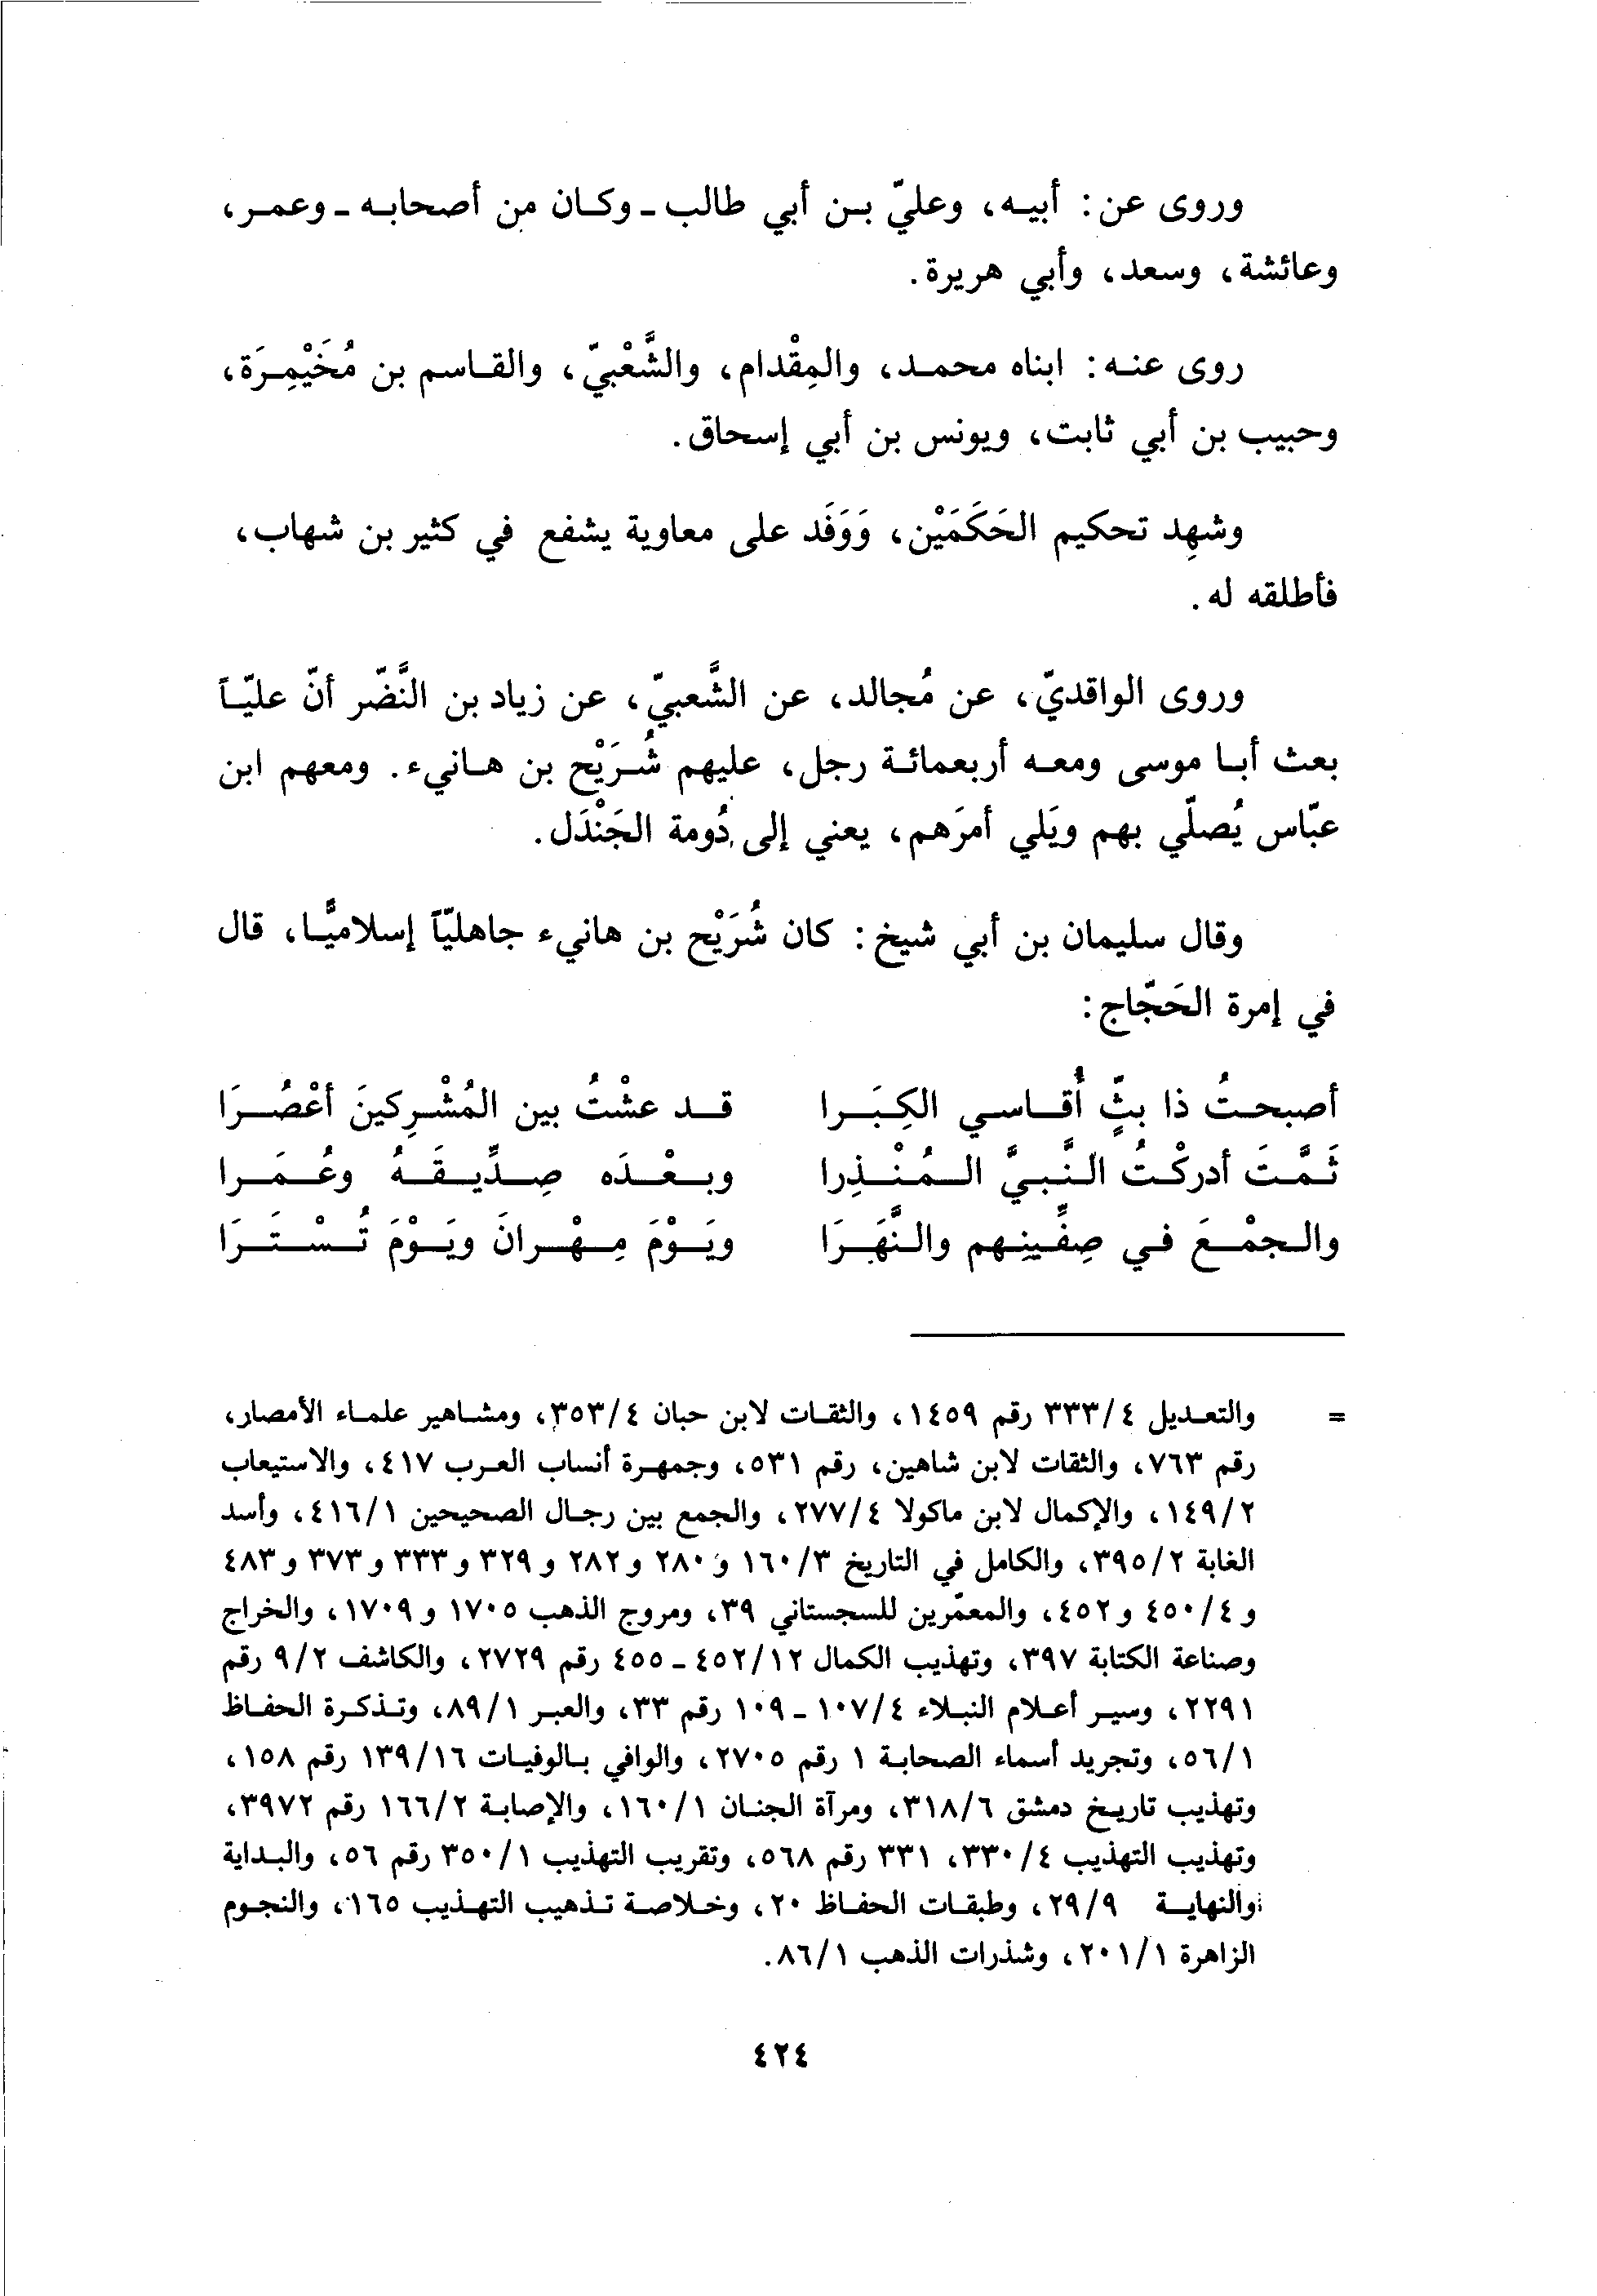 وروى عن: أبيه، وعليّ بن أبي طالب ـ وكان من أصحابه ـ وعمر،
وعائشة، وسعد، وأبي هريرة.
روى عنه: ابناه محمد، والمِقْدام، والشَّعْبيّ، والقاسم بن مُخَيْمِرَة،
وحبيب بن أبي ثابت، ويونس بن أبي إسحاق.
وشهِد تحكيم الحَكَمَيْن، وَوَفَد على معاوية يشفع في كثير بن شهاب،
فأطلقه له.
وروى الواقديّ، عن مُجالد، عن الشَّعبيّ، عن زياد بن النَّضّر أنّ عليّاً
بعث أبا موسى ومعه أربعمائة رجل، عليهم شُرَيْح بن هانيء. ومعهم ابن
عبّاس يُصلّي بهم ويَلي أمرَهم، يعني إلى دُومة الجَنْدَل.
وقال سليمان بن أبي شيخ: كان شُرَيْح بن هانيء جاهليّاً إسلاميًّا، قال
في إمرة الحَجّاج:
أصبحتُ ذا بثٍّ أُقاسي الكِبَرا قد عشْتُ بين المُشْرِكينَ أعْصُرَا
ثَمَّتَ أدركْتُ النَّبيَّ المُنْذِرا وبعْدَه صِدِّيقَهُ وعُمَرا
والجمْعَ في صِفِّينِهم والنَّهَرَا ويَوْمَ مِهْرانَ ويَوْمَ تُسْتَرَا
= والتعديل ٤/٣٣٣ رقم ١٤٥٩، والثقات لابن حبان ٤/٣٥٣، ومشاهير علماء الأمصار،
رقم ٧٦٣، والثقات لابن شاهين، رقم ٥٣١، وجمهرة أنساب العرب ٤١٧، والاستيعاب
٢/١٤٩، والإكمال لابن ماكولا ٤/٢٧٧، والجمع بين رجال الصحيحين ١/٤١٦، وأسد
الغابة ٢/٣٩٥، والكامل في التاريخ ٣/١٦٠ و٢٨٠ و٢٨٢ و٣٢٩ و٣٣٣ و٣٧٣ و٤٨٣
و٤/٤٥٠ و٤٥٢، والمعمّرين للسجستاني ٣٩، ومروج الذهب ١٧٠٥ و١٧٠٩، والخراج
وصناعة الكتابة ٣٩٧، وتهذيب الكمال ١٢/٤٥٢ ـ ٤٥٥ رقم ٢٧٢٩، والكاشف ٢/٩ رقم
٢٢٩١، وسير أعلام النبلاء ٤/١٠٧ ـ ١٠٩ رقم ٣٣، والعبر ١/٨٩، وتذكرة الحفاظ
١/٥٦، وتجريد أسماء الصحابة ١ رقم ٢٧٠٥، والوافي بالوفيات ١٦/١٣٩ رقم ١٥٨،
وتهذيب تاريخ دمشق ٦/٣١٨، ومرآة الجنان ١/١٦٠، والإصابة ٢/١٦٦ رقم ٣٩٧٢،
وتهذيب التهذيب ٤/٣٣٠، ٣٣١ رقم ٥٦٨، وتقريب التهذيب ١/٣٥٠ رقم ٥٦، والبداية
والنهاية ٩/٢٩، وطبقات الحفاظ ٢٠، وخلاصة تذهيب التهذيب ١٦٥، والنجوم
الزاهرة ١/٢٠١، وشذرات الذهب ١/٨٦.
٤٢٤